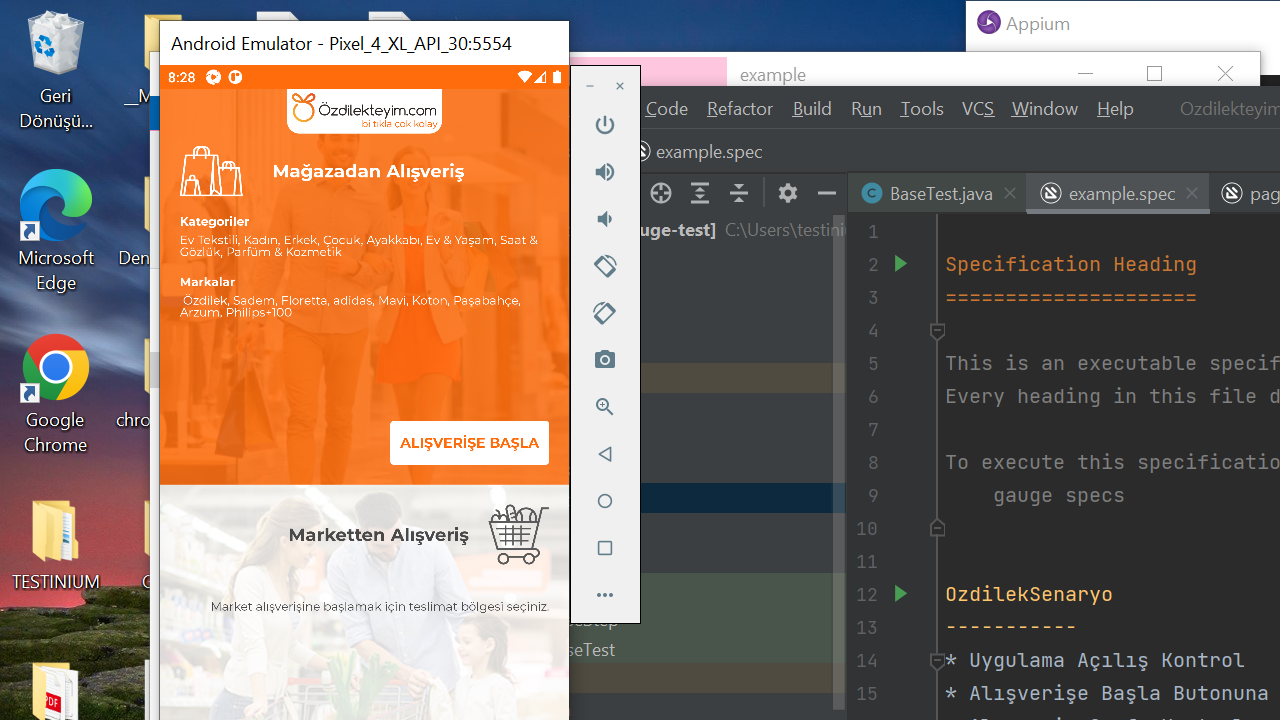 Geri
Dönüşü...
Microsoft
Edge
Google
Chrome
TESTINIUM
PDF
Android Emulator - Pixel_4_XL_API_30:5554
8:28
Özdilekteyim.com
bi tıkla çok kolay
Mağazadan Alışveriş
Kategoriler
Ev Tekstili, Kadın, Erkek, Çocuk, Ayakkabı, Ev & Yaşam, Saat &
Gözlük, Parfüm & Kozmetik
Markalar
Özdilek, Sadem, Floretta, adidas, Mavi, Koton, Paşabahçe,
Arzum, Philips+100
ALIŞVERİŞE BAŞLA
Marketten Alışveriş
Market alışverişine başlamak için teslimat bölgesi seçiniz.
Appium
example
Code Refactor Build Run Tools VCS Window Help Ozdilekteyim
example.spec
BaseTest.java example.spec pag
uge-test] C:\Users\testiniu
seTest
1
2 Specification Heading
3 =====================
4
5 This is an executable specif
6 Every heading in this file d
7
8 To execute this specificatio
9 gauge specs
10
11
12 OzdilekSenaryo
13 -----------
14 * Uygulama Açılış Kontrol
15 * Alışverişe Başla Butonuna